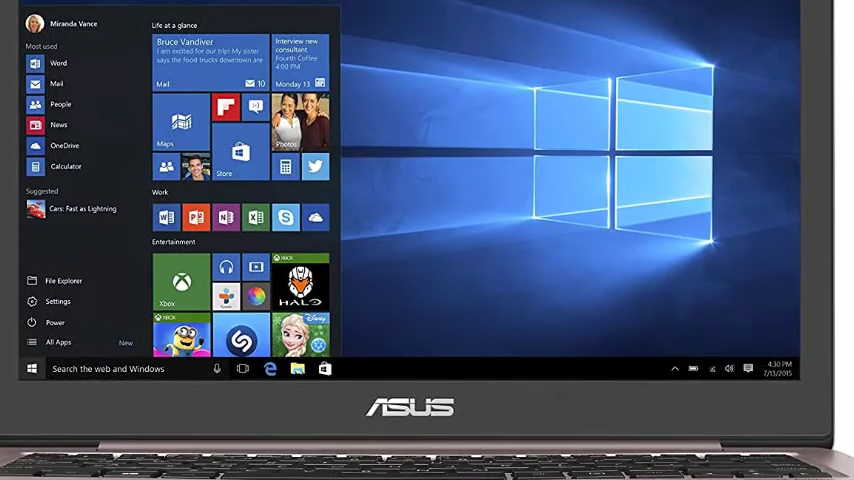 Miranda Vance
Most used
Word
Mail
People
News
OneDrive
Calculator
Suggested
Cars: Fast as Lightning
File Explorer
Settings
Power
All Apps
New
Life at a glance
Bruce Vandiver
I am excited for our trip! My sister
says the food trucks downtown are
Mail
10
Interview new
consultant
Fourth Coffee
4:00 PM
Monday 13
Maps
Store
Photos
Work
Entertainment
Xbox
XBOX
HALO
XBOX
Disney
Search the web and Windows
4:30 PM
7/13/2015
ASUS